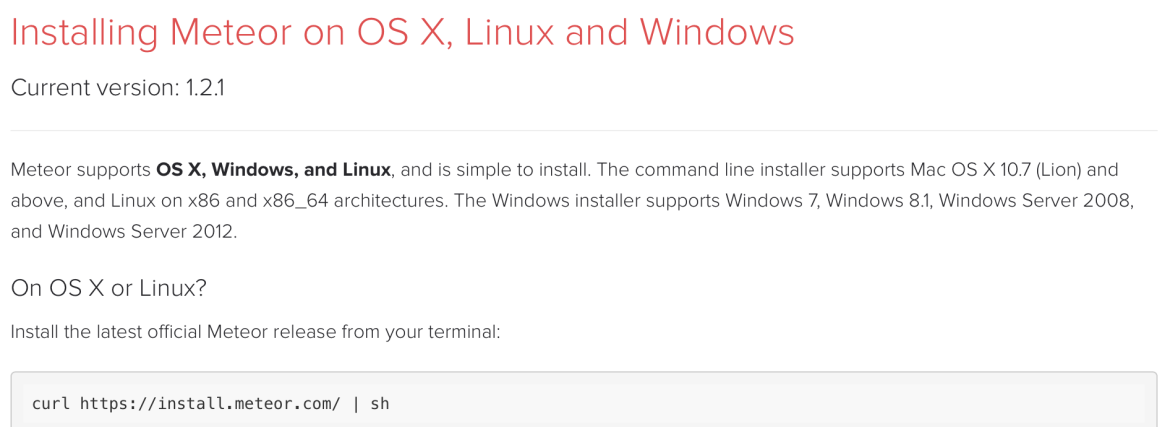 Installing Meteor on OS X, Linux and Windows
Current version: 1.2.1
Meteor supports OS X, Windows, and Linux, and is simple to install. The command line installer supports Mac OS X 10.7 (Lion) and
above, and Linux on x86 and x86_64 architectures. The Windows installer supports Windows 7, Windows 8.1, Windows Server 2008,
and Windows Server 2012.
On OS X or Linux?
Install the latest official Meteor release from your terminal:
curl https://install.meteor.com/ | sh